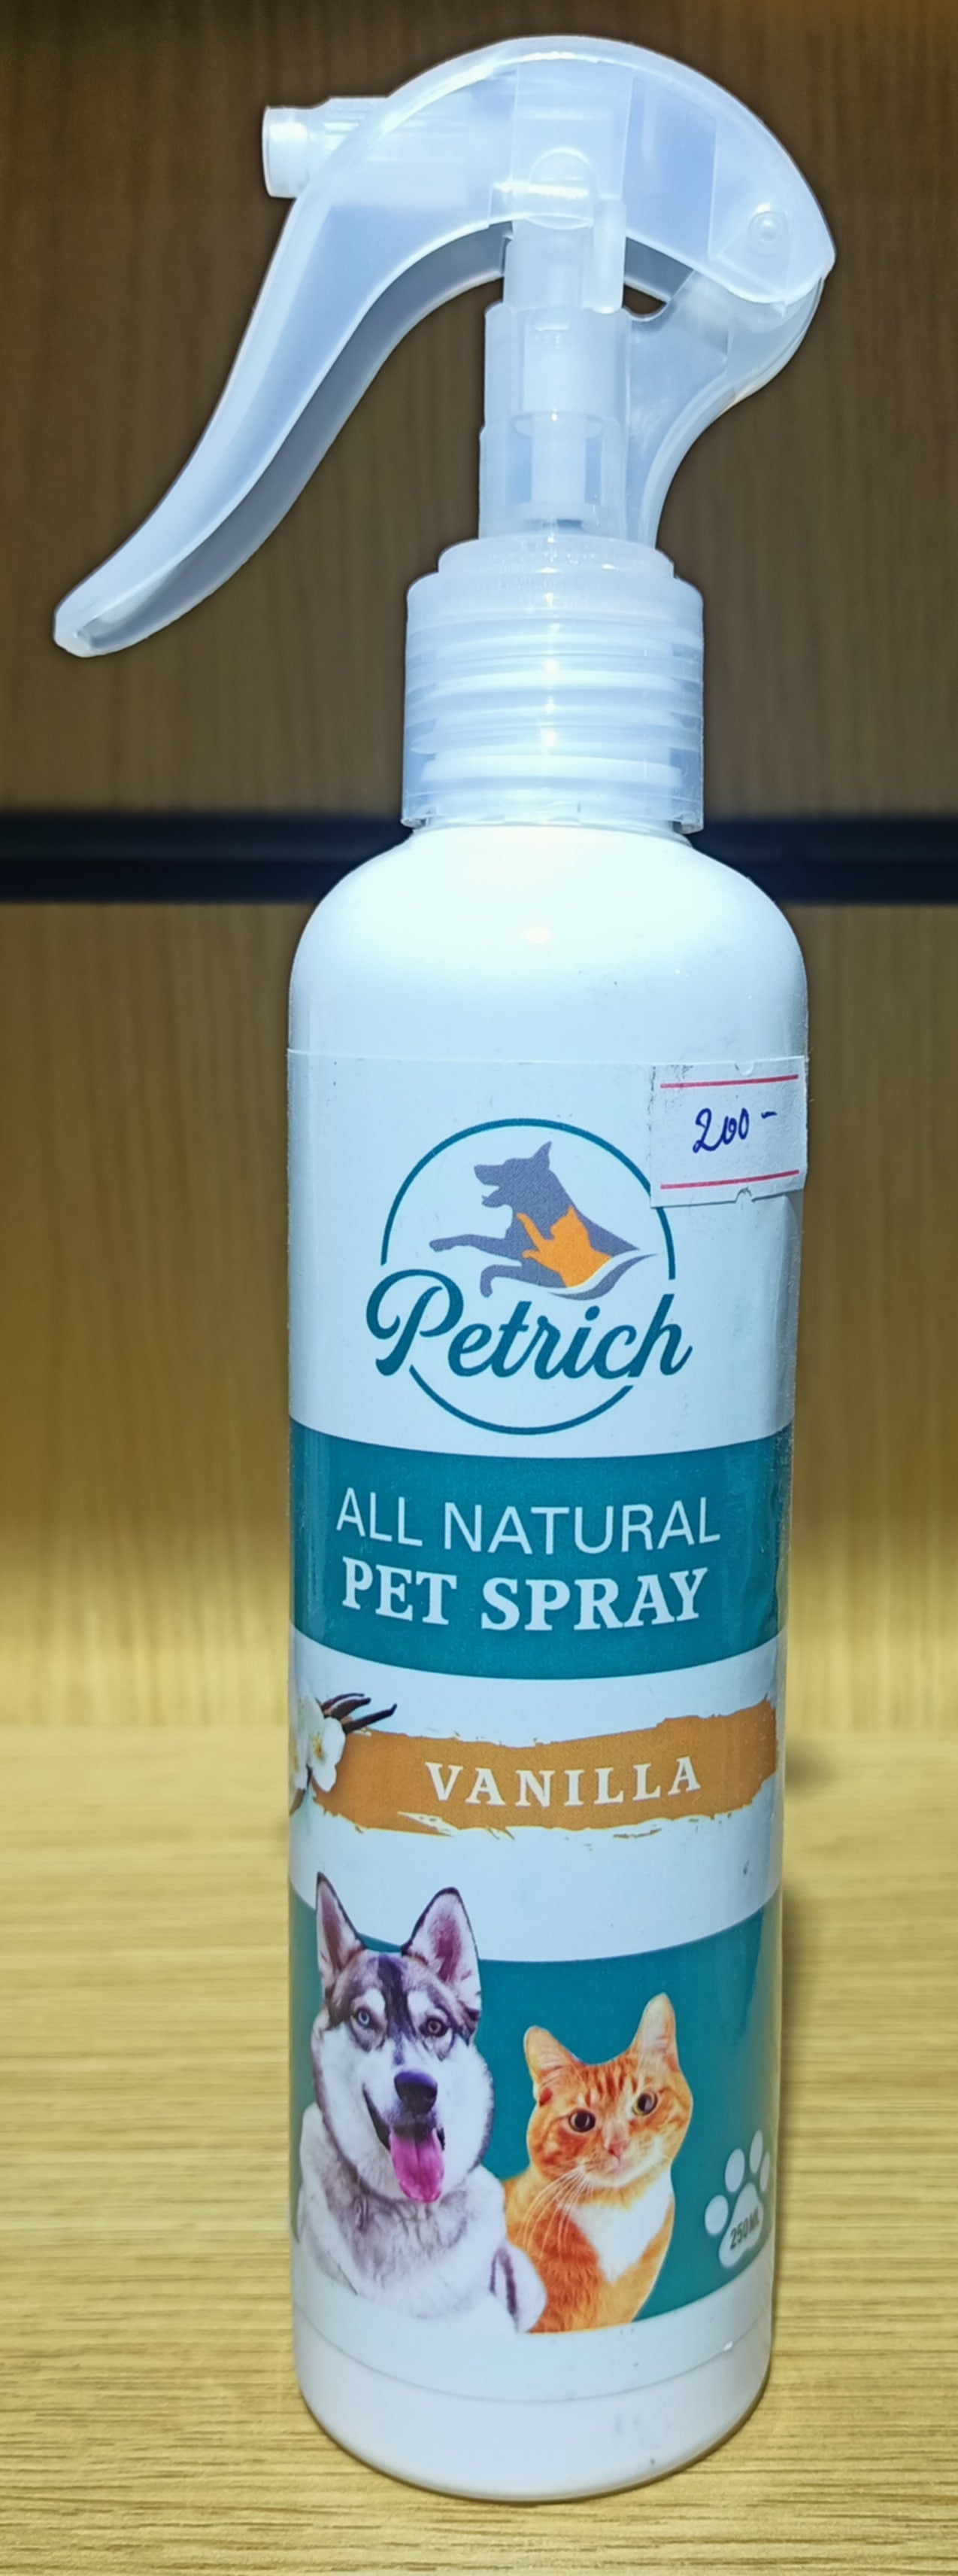 200-
Petrich
ALL NATURAL
PET SPRAY
VANILLA
250ML